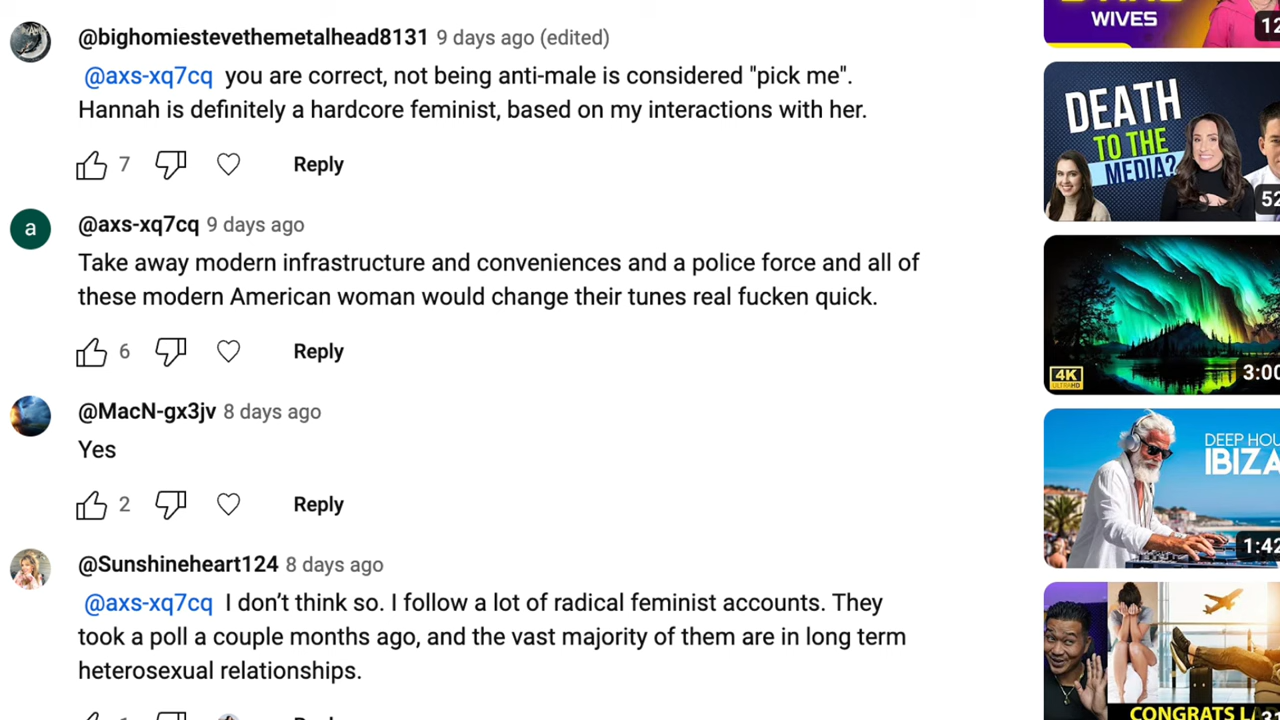 @bighomiestevethemetalhead8131 9 days ago (edited)
@axs-xq7cq you are correct, not being anti-male is considered "pick me".
Hannah is definitely a hardcore feminist, based on my interactions with her.
7 Reply
a
@axs-xq7cq 9 days ago
Take away modern infrastructure and conveniences and a police force and all of
these modern American woman would change their tunes real fucken quick.
6 Reply
@MacN-gx3jv 8 days ago
Yes
2 Reply
@Sunshineheart124 8 days ago
@axs-xq7cq I don’t think so. I follow a lot of radical feminist accounts. They
took a poll a couple months ago, and the vast majority of them are in long term
heterosexual relationships.
WIVES
12
DEATH
TO THE
MEDIA?
52
4K
ULTRA HD
3:00
DEEP HOU
IBIZA
1:42
CONGRATS